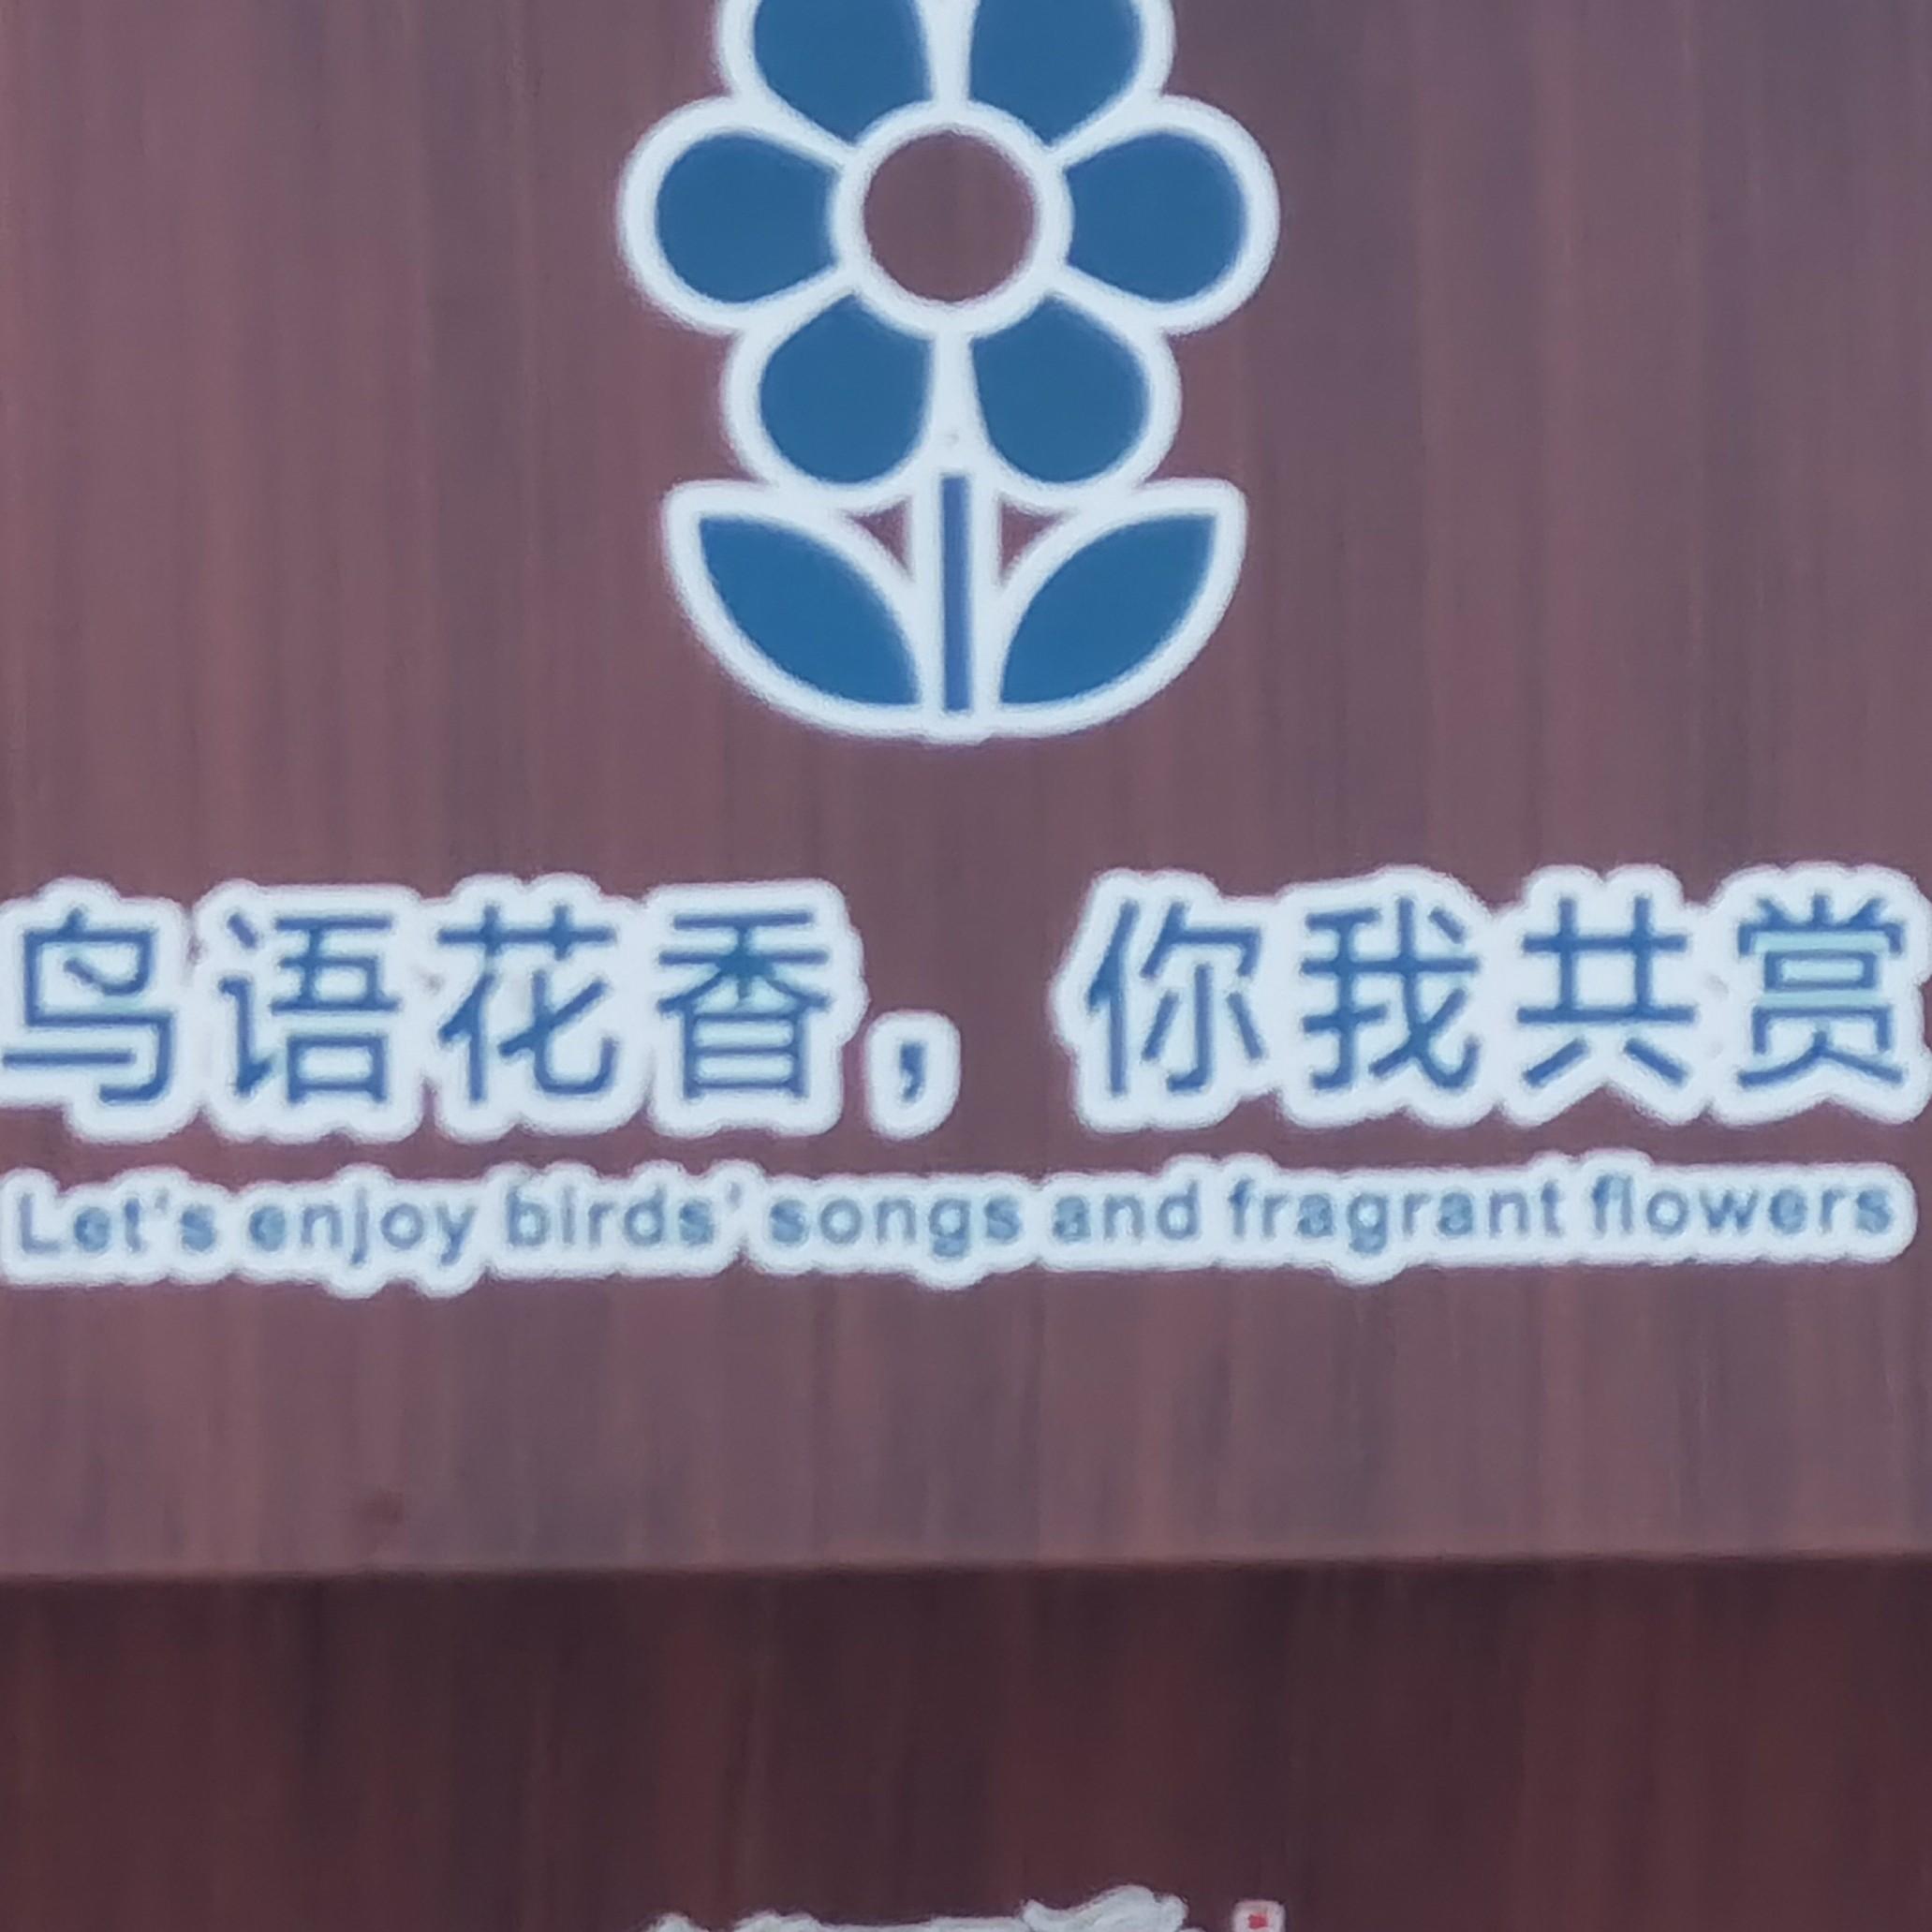 鸟语花香，你我共赏
Let's enjoy birds' songs and fragrant flowers